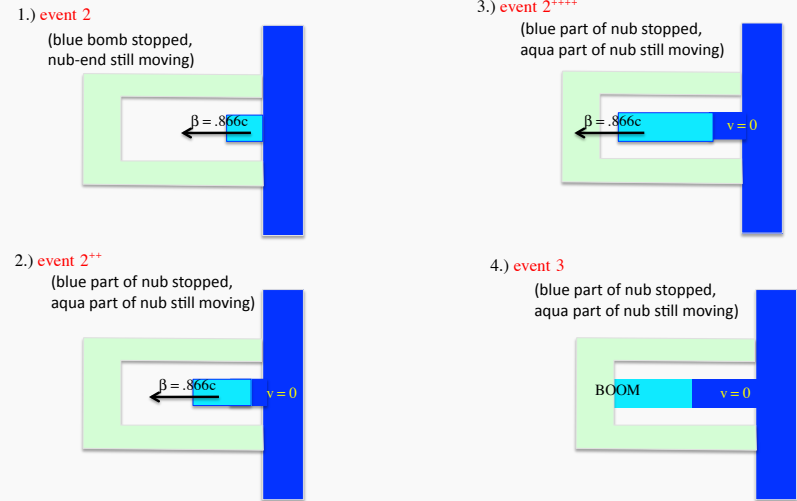 1.) event 2
(blue bomb stopped,
nub-end still moving)
β = .866c
2.) event 2⁺⁺
(blue part of nub stopped,
aqua part of nub still moving)
β = .866c
v = 0
3.) event 2⁺⁺⁺⁺
(blue part of nub stopped,
aqua part of nub still moving)
β = .866c
v = 0
4.) event 3
(blue part of nub stopped,
aqua part of nub still moving)
BOOM
v = 0